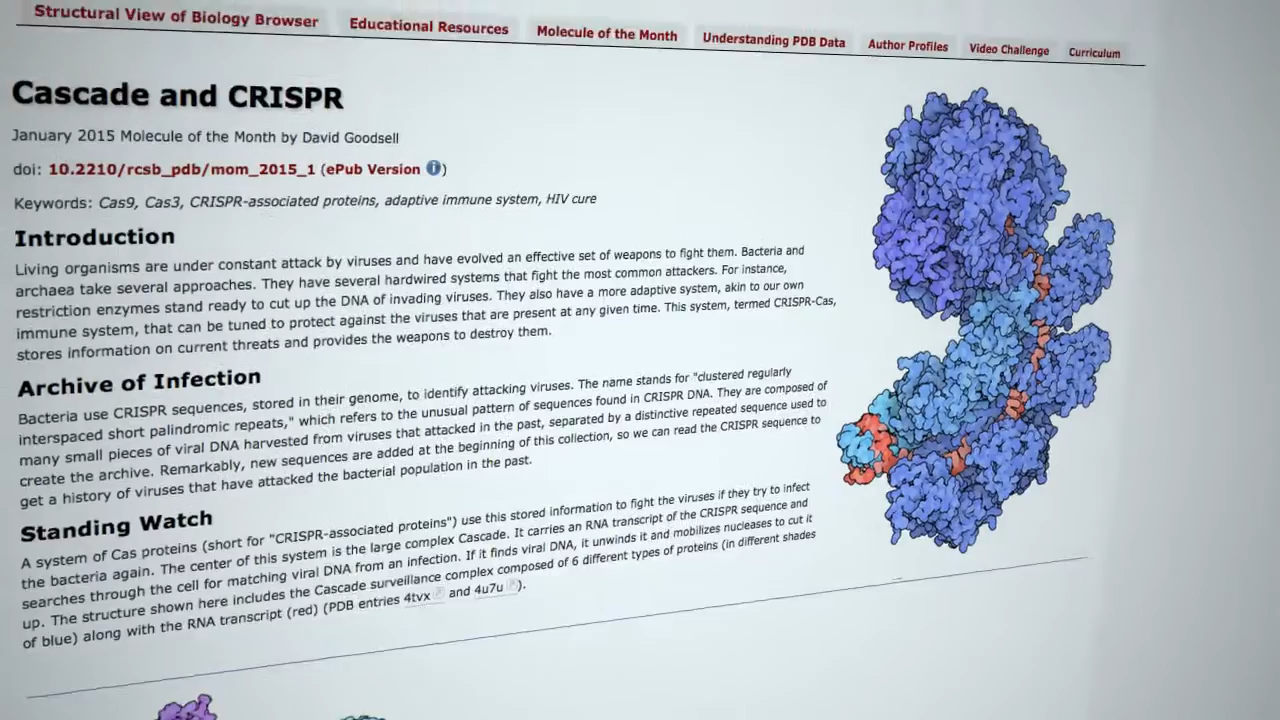 Structural View of Biology Browser
Educational Resources
Molecule of the Month
Understanding PDB Data
Author Profiles
Video Challenge
Curriculum
Cascade and CRISPR
January 2015 Molecule of the Month by David Goodsell
doi: 10.2210/rcsb_pdb/mom_2015_1 (ePub Version i)
Keywords: Cas9, Cas3, CRISPR-associated proteins, adaptive immune system, HIV cure
Introduction
Living organisms are under constant attack by viruses and have evolved an effective set of weapons to fight them. Bacteria and
archaea take several approaches. They have several hardwired systems that fight the most common attackers. For instance,
restriction enzymes stand ready to cut up the DNA of invading viruses. They also have a more adaptive system, akin to our own
immune system, that can be tuned to protect against the viruses that are present at any given time. This system, termed CRISPR-Cas,
stores information on current threats and provides the weapons to destroy them.
Archive of Infection
Bacteria use CRISPR sequences, stored in their genome, to identify attacking viruses. The name stands for "clustered regularly
interspaced short palindromic repeats," which refers to the unusual pattern of sequences found in CRISPR DNA. They are composed of
many small pieces of viral DNA harvested from viruses that attacked in the past, separated by a distinctive repeated sequence used to
create the archive. Remarkably, new sequences are added at the beginning of this collection, so we can read the CRISPR sequence to
get a history of viruses that have attacked the bacterial population in the past.
Standing Watch
A system of Cas proteins (short for "CRISPR-associated proteins") use this stored information to fight the viruses if they try to infect
the bacteria again. The center of this system is the large complex Cascade. It carries an RNA transcript of the CRISPR sequence and
searches through the cell for matching viral DNA from an infection. If it finds viral DNA, it unwinds it and mobilizes nucleases to cut it
up. The structure shown here includes the Cascade surveillance complex composed of 6 different types of proteins (in different shades
of blue) along with the RNA transcript (red) (PDB entries 4tvx and 4u7u ).